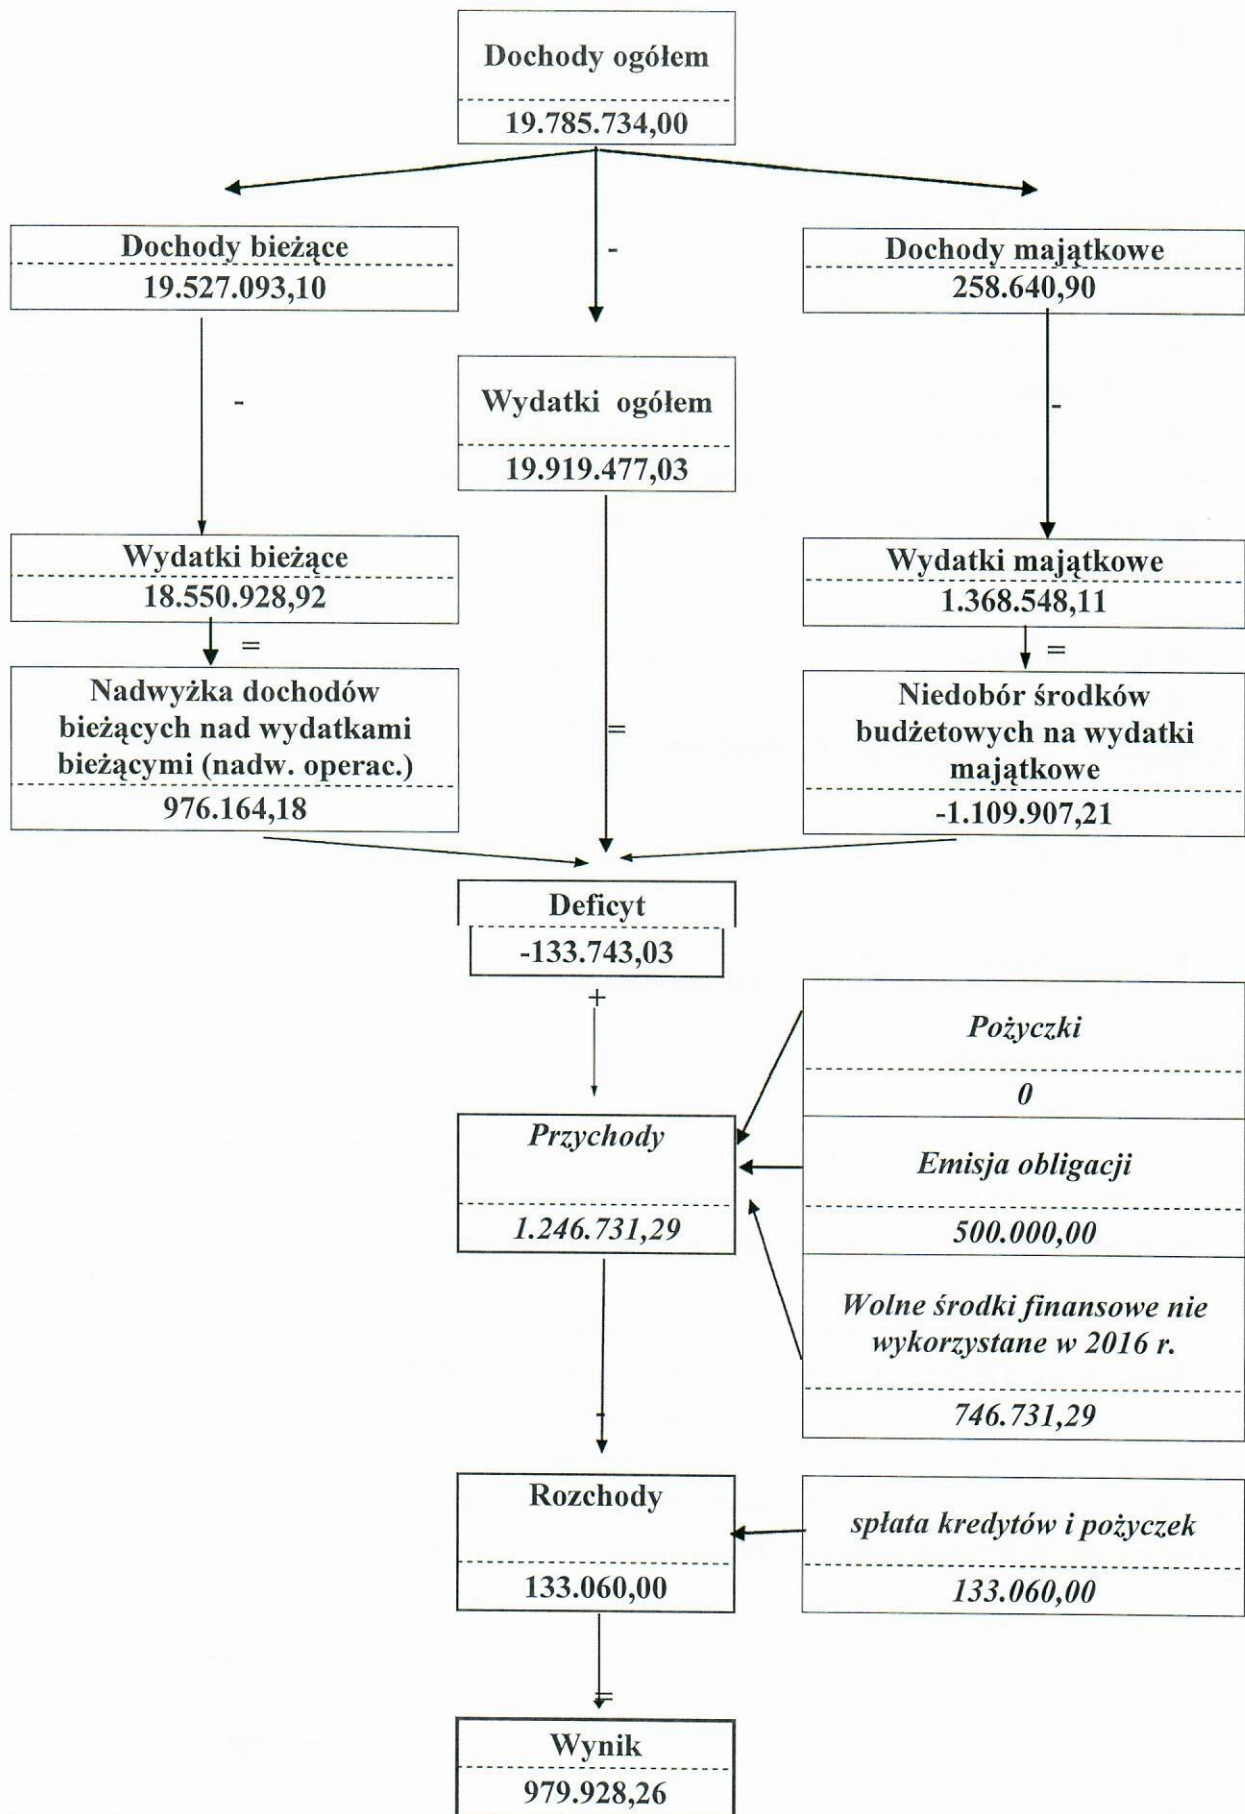 Dochody ogółem
19.785.734,00
Dochody bieżące
19.527.093,10
-
Dochody majątkowe
258.640,90
-
Wydatki ogółem
19.919.477,03
-
Wydatki bieżące
18.550.928,92
=
Wydatki majątkowe
1.368.548,11
=
Nadwyżka dochodów
bieżących nad wydatkami
bieżącymi (nadw. operac.)
976.164,18
=
Niedobór środków
budżetowych na wydatki
majątkowe
-1.109.907,21
Deficyt
-133.743,03
+
Pożyczki
0
Przychody
1.246.731,29
Emisja obligacji
500.000,00
Wolne środki finansowe nie
wykorzystane w 2016 r.
746.731,29
-
Rozchody
133.060,00
spłata kredytów i pożyczek
133.060,00
=
Wynik
979.928,26